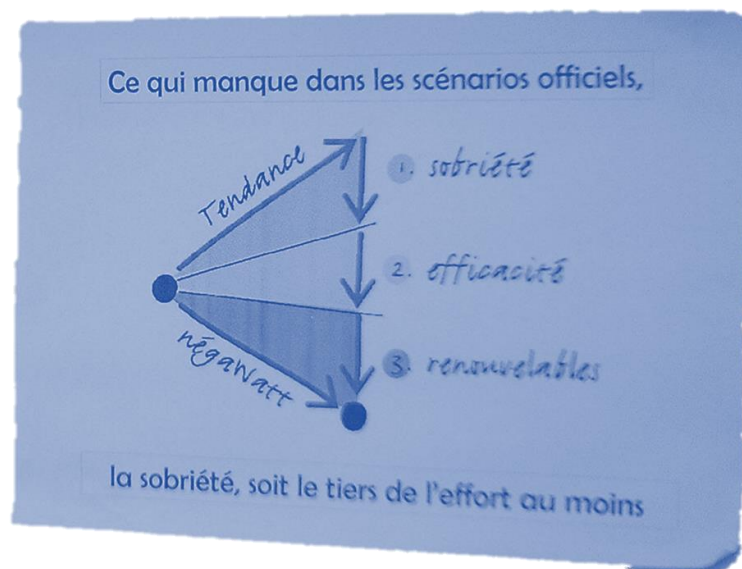 Ce qui manque dans les scénarios officiels,
Tendance
1. sobriété
2. efficacité
négaWatt
3. renouvelables
la sobriété, soit le tiers de l'effort au moins